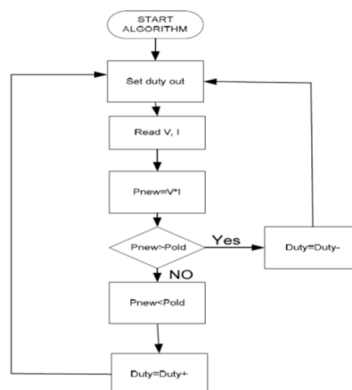 START
ALGORITHM
Set duty out
Read V, I
Pnew=V*I
Pnew>Pold
Yes
Duty=Duty-
NO
Pnew<Pold
Duty=Duty+